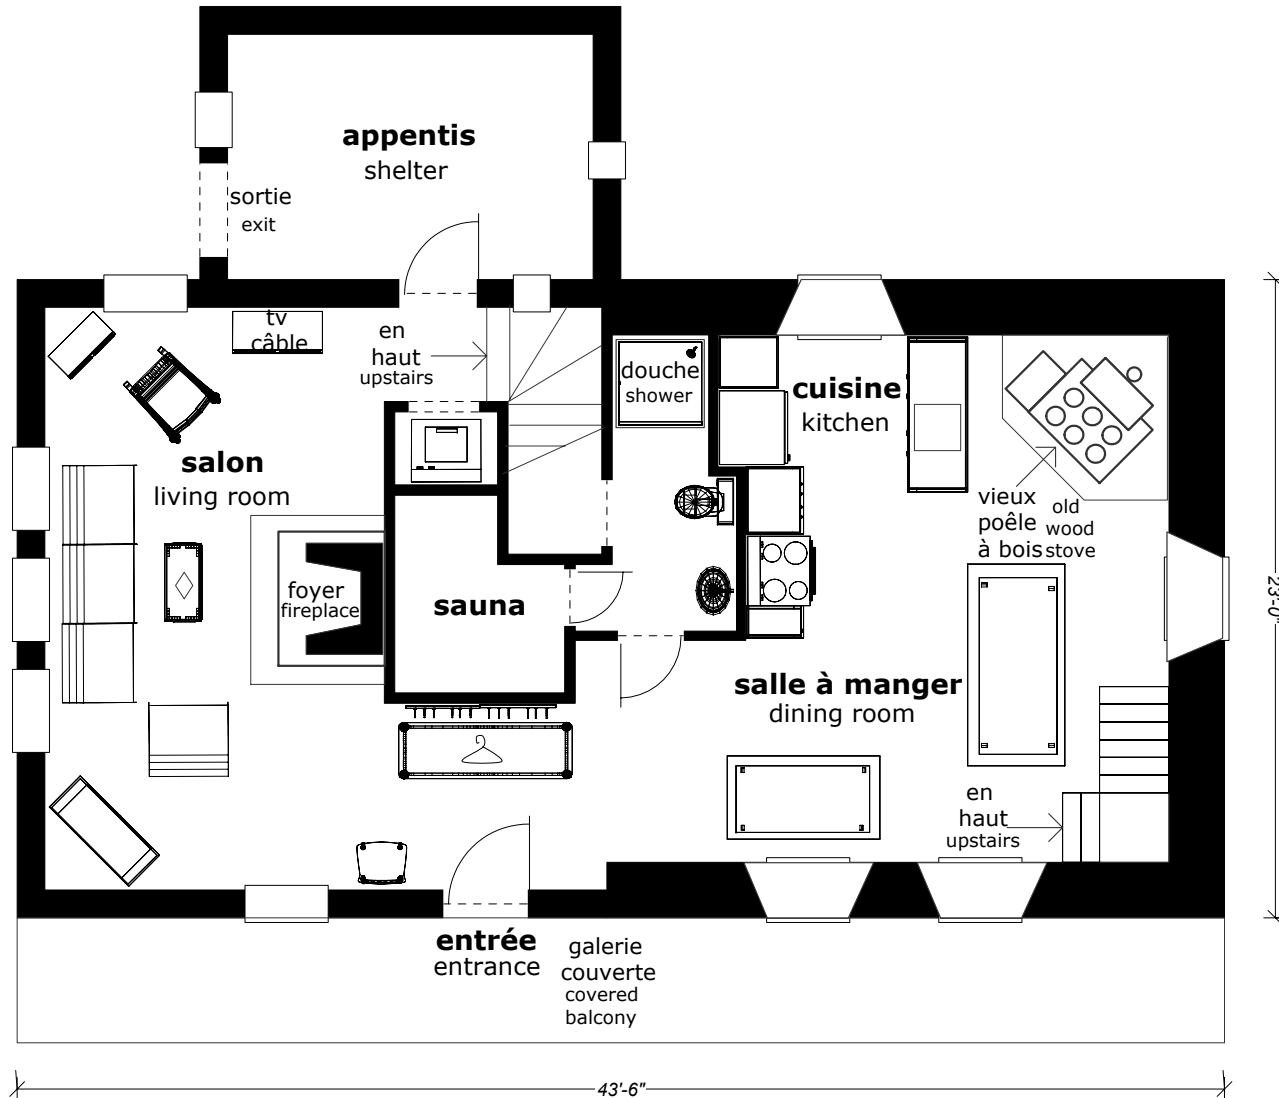 appentis
shelter
sortie
exit
tv
câble
en
haut
upstairs
douche
shower
cuisine
kitchen
salon
living room
vieux
poêle
à bois
old
wood
stove
foyer
fireplace
sauna
23'-0"
salle à manger
dining room
en
haut
upstairs
entrée
entrance
galerie
couverte
covered
balcony
43'-6"